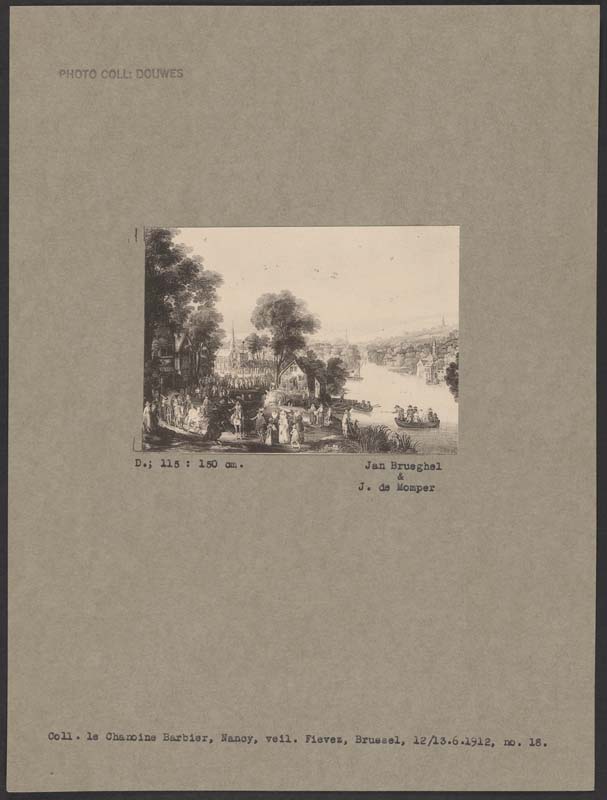 PHOTO COLL: DOUWES
D.; 115 : 150 cm.
Jan Brueghel
&
J. de Momper
Coll. le Chanoine Barbier, Nancy, veil. Fievez, Brussel, 12/13.6.1912, no. 18.